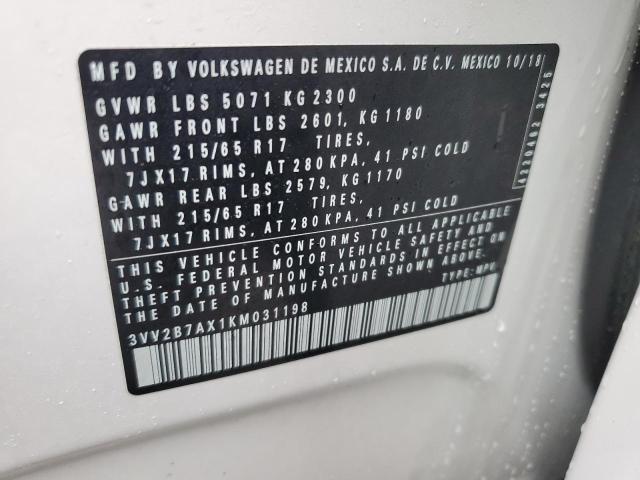 MFD BY VOLKSWAGEN DE MEXICO S.A. DE C.V. MEXICO 10/18
GVWR LBS 5071 KG 2300
GAWR FRONT LBS 2601, KG 1180
WITH 215/65 R17 TIRES,
7JX17 RIMS, AT 280 KPA, 41 PSI COLD
GAWR REAR LBS 2579, KG 1170
WITH 215/65 R17 TIRES,
7JX17 RIMS, AT 280 KPA, 41 PSI COLD
THIS VEHICLE CONFORMS TO ALL APPLICABLE
U.S. FEDERAL MOTOR VEHICLE SAFETY AND
THEFT PREVENTION STANDARDS IN EFFECT ON
THE DATE OF MANUFACTURE SHOWN ABOVE.
TYPE: MPV
3VV2B7AX1KM031198
4220462 3425